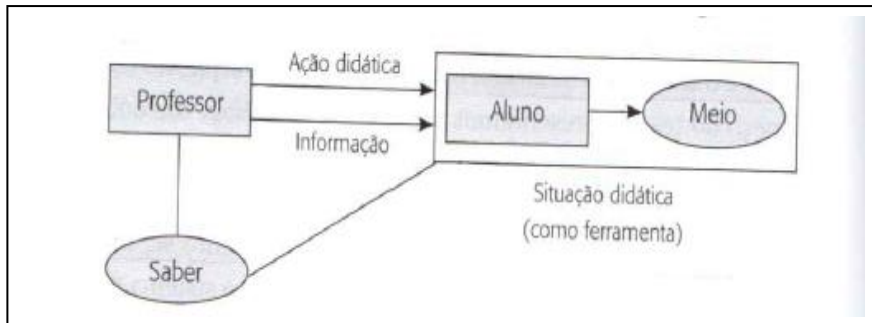 Ação didática
Professor
Aluno
Meio
Informação
Situação didática
(como ferramenta)
Saber